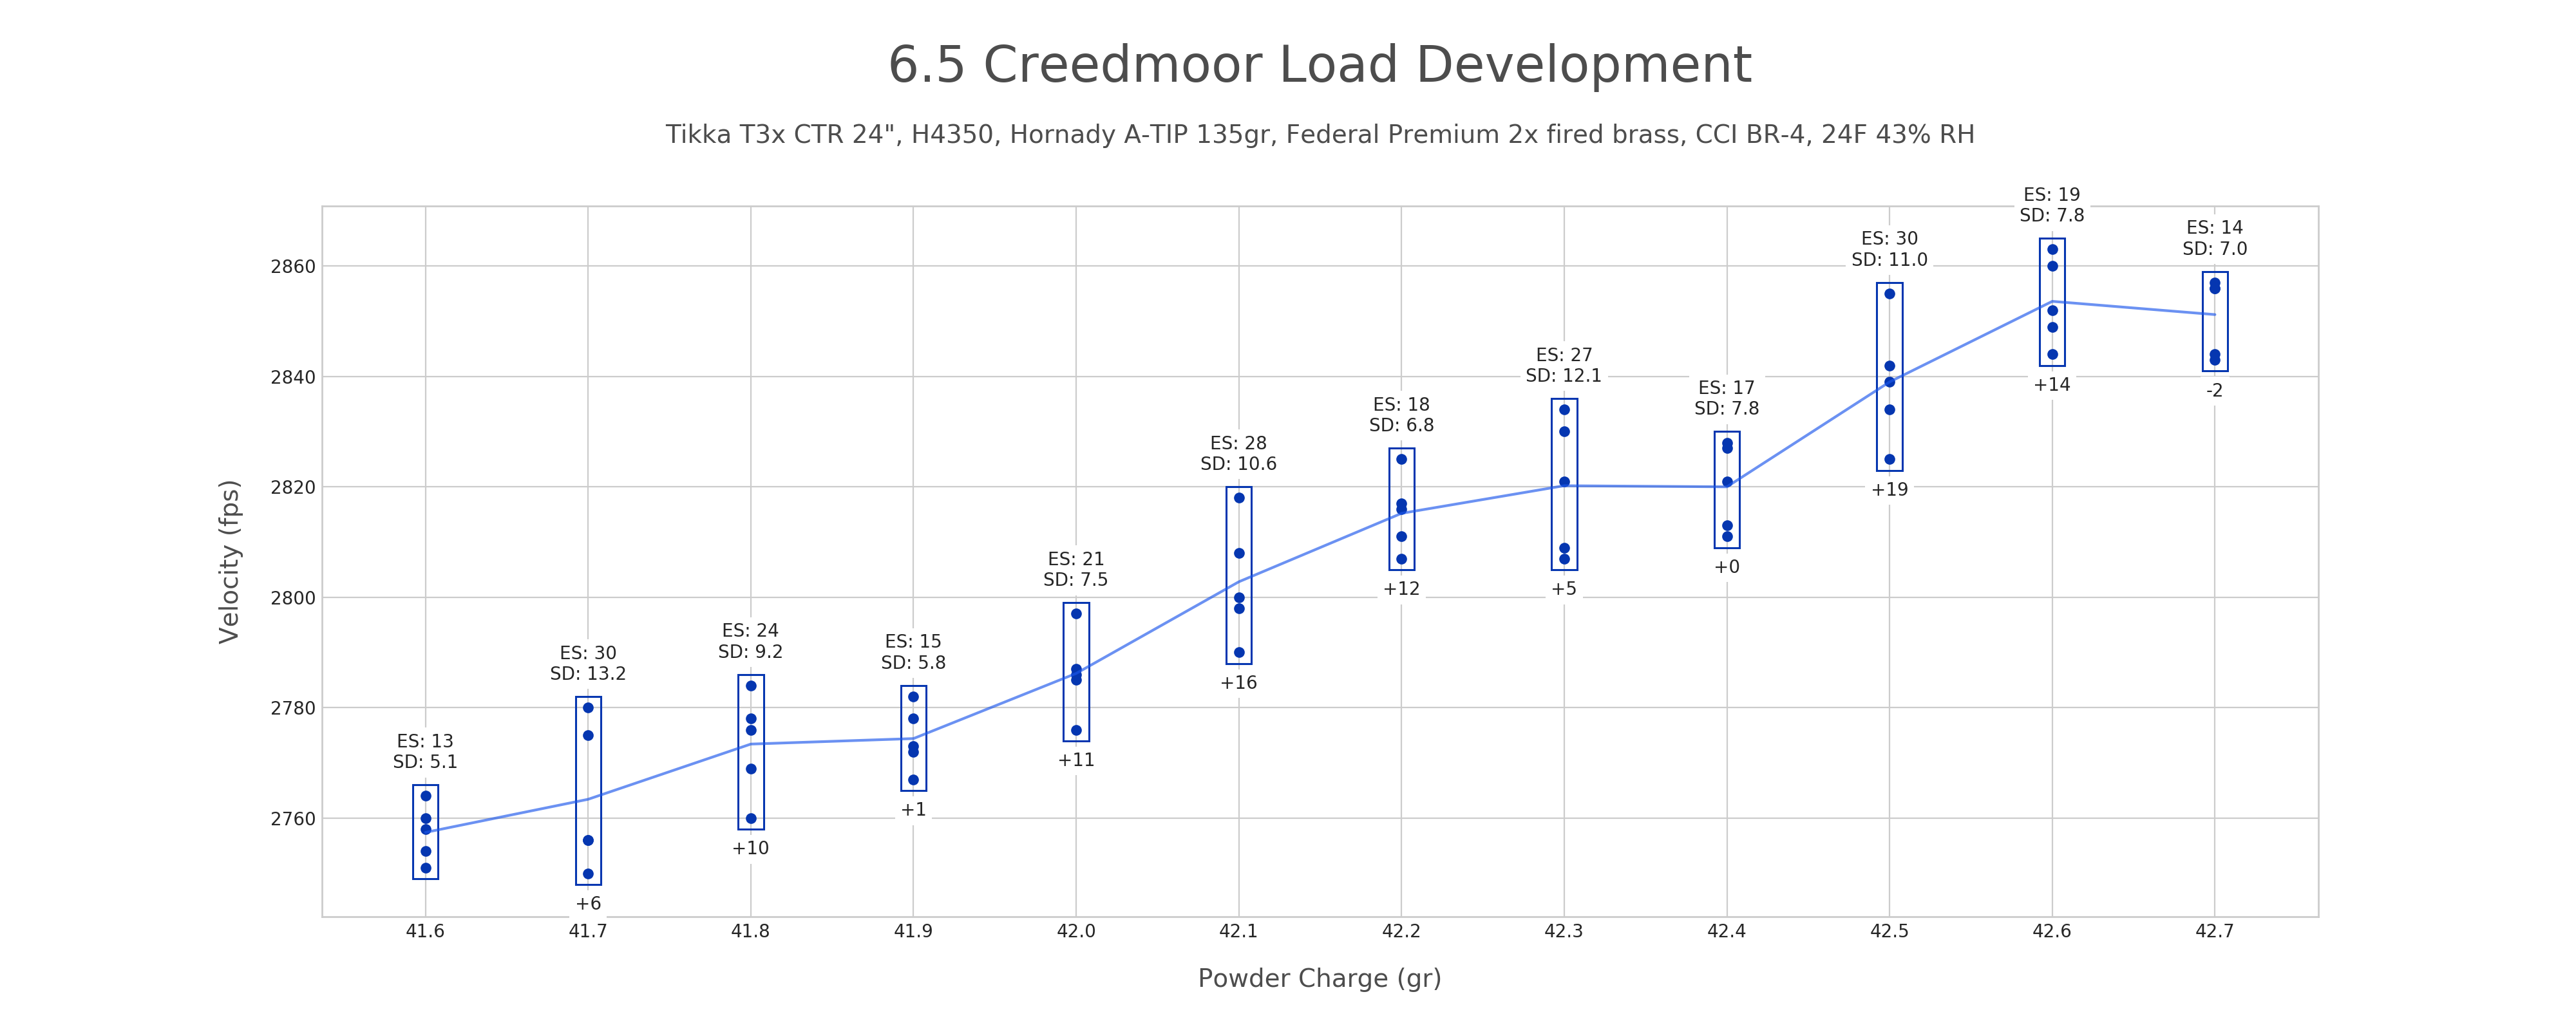 6.5 Creedmoor Load Development
Tikka T3x CTR 24", H4350, Hornady A-TIP 135gr, Federal Premium 2x fired brass, CCI BR-4, 24F 43% RH
Velocity (fps)
2860
2840
2820
2800
2780
2760
ES: 13
SD: 5.1
ES: 30
SD: 13.2
+6
ES: 24
SD: 9.2
+10
ES: 15
SD: 5.8
+1
ES: 21
SD: 7.5
+11
ES: 28
SD: 10.6
+16
ES: 18
SD: 6.8
+12
ES: 27
SD: 12.1
+5
ES: 17
SD: 7.8
+0
ES: 30
SD: 11.0
+19
ES: 19
SD: 7.8
+14
ES: 14
SD: 7.0
-2
41.6 41.7 41.8 41.9 42.0 42.1 42.2 42.3 42.4 42.5 42.6 42.7
Powder Charge (gr)